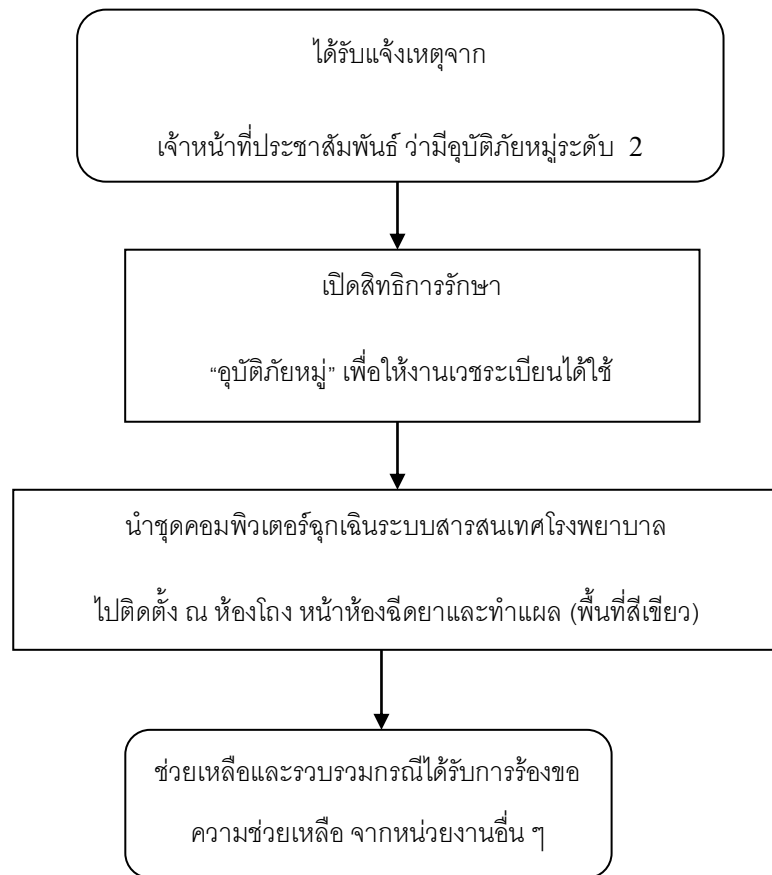 ได้รับแจ้งเหตุจาก
เจ้าหน้าที่ประชาสัมพันธ์ ว่ามีอุบัติภัยหมู่ระดับ 2
เปิดสิทธิการรักษา
“อุบัติภัยหมู่” เพื่อให้งานเวชระเบียนได้ใช้
นำชุดคอมพิวเตอร์ฉุกเฉินระบบสารสนเทศโรงพยาบาล
ไปติดตั้ง ณ ห้องโถง หน้าห้องฉีดยาและทำแผล (พื้นที่สีเขียว)
ช่วยเหลือและรวบรวมกรณีได้รับการร้องขอ
ความช่วยเหลือ จากหน่วยงานอื่น ๆ